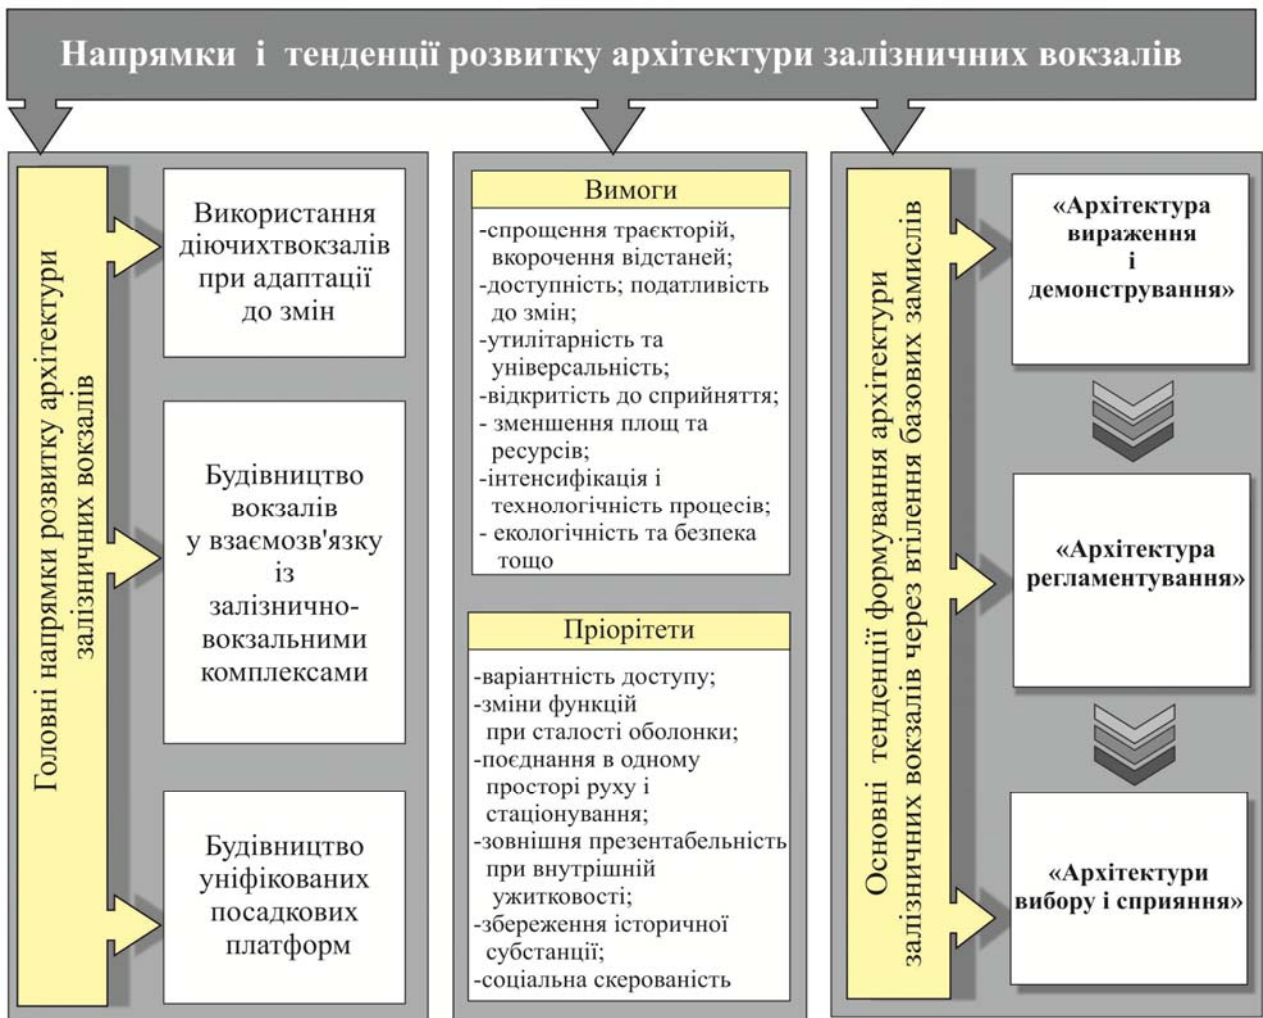 Напрямки і тенденції розвитку архітектури залізничних вокзалів
Головні напрямки розвитку архітектури
залізничних вокзалів
Використання
діючихтвокзалів
при адаптації
до змін
Будівництво
вокзалів
у взаємозв'язку
із
залізнично-
вокзальними
комплексами
Будівництво
уніфікованих
посадкових
платформ
Вимоги
-спрощення траєкторій,
вкорочення відстаней;
-доступність; податливість
до змін;
-утилітарність та
універсальність;
-відкритість до сприйняття;
- зменшення площ та
ресурсів;
-інтенсифікація і
технологічність процесів;
- екологічність та безпека
тощо
Пріоритети
-варіантність доступу;
-зміни функцій
при сталості оболонки;
-поєднання в одному
просторі руху і
стаціонування;
-зовнішня презентабельність
при внутрішній
ужитковості;
-збереження історичної
субстанції;
-соціальна скерованість
Основні тенденції формування архітектури
залізничних вокзалів через втілення базових замислів
«Архітектура
вираження
і
демонстрування»
«Архітектура
регламентування»
«Архітектури
вибору і сприяння»